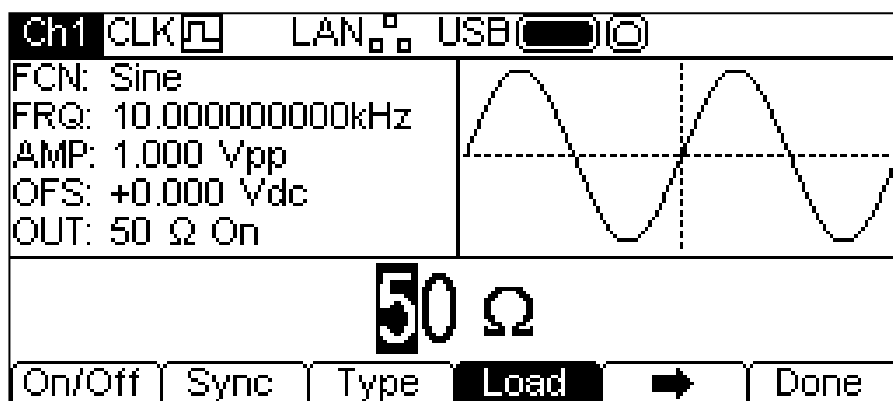 Ch1 CLK LAN USB
FCN: Sine
FRQ: 10.000000000kHz
AMP: 1.000 Vpp
OFS: +0.000 Vdc
OUT: 50 Ω On
50 Ω
On/Off Sync Type Load ➡ Done